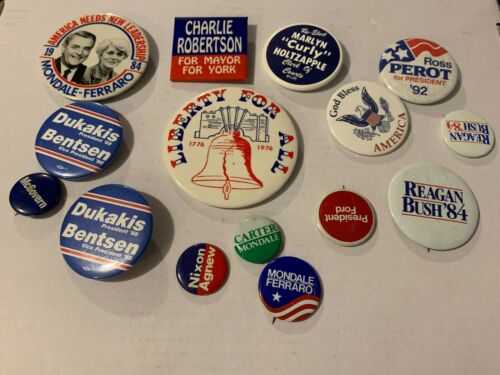 AMERICA NEEDS NEW LEADERSHIP
1984
MONDALE-FERRARO
CHARLIE
ROBERTSON
FOR MAYOR
FOR YORK
Re-Elect
MARLYN
"Curly"
HOLTZAPPLE
Clerk Of
Courts
Ross
PEROT
for PRESIDENT
'92
God Bless
AMERICA
REAGAN
BUSH'84
Dukakis
President '88
Bentsen
Vice President '88
LIBERTY FOR ALL
1776
1976
McGovern
Dukakis
President '88
Bentsen
Vice President '88
Nixon
Agnew
CARTER
MONDALE
MONDALE
FERRARO
President
Ford
REAGAN
BUSH'84